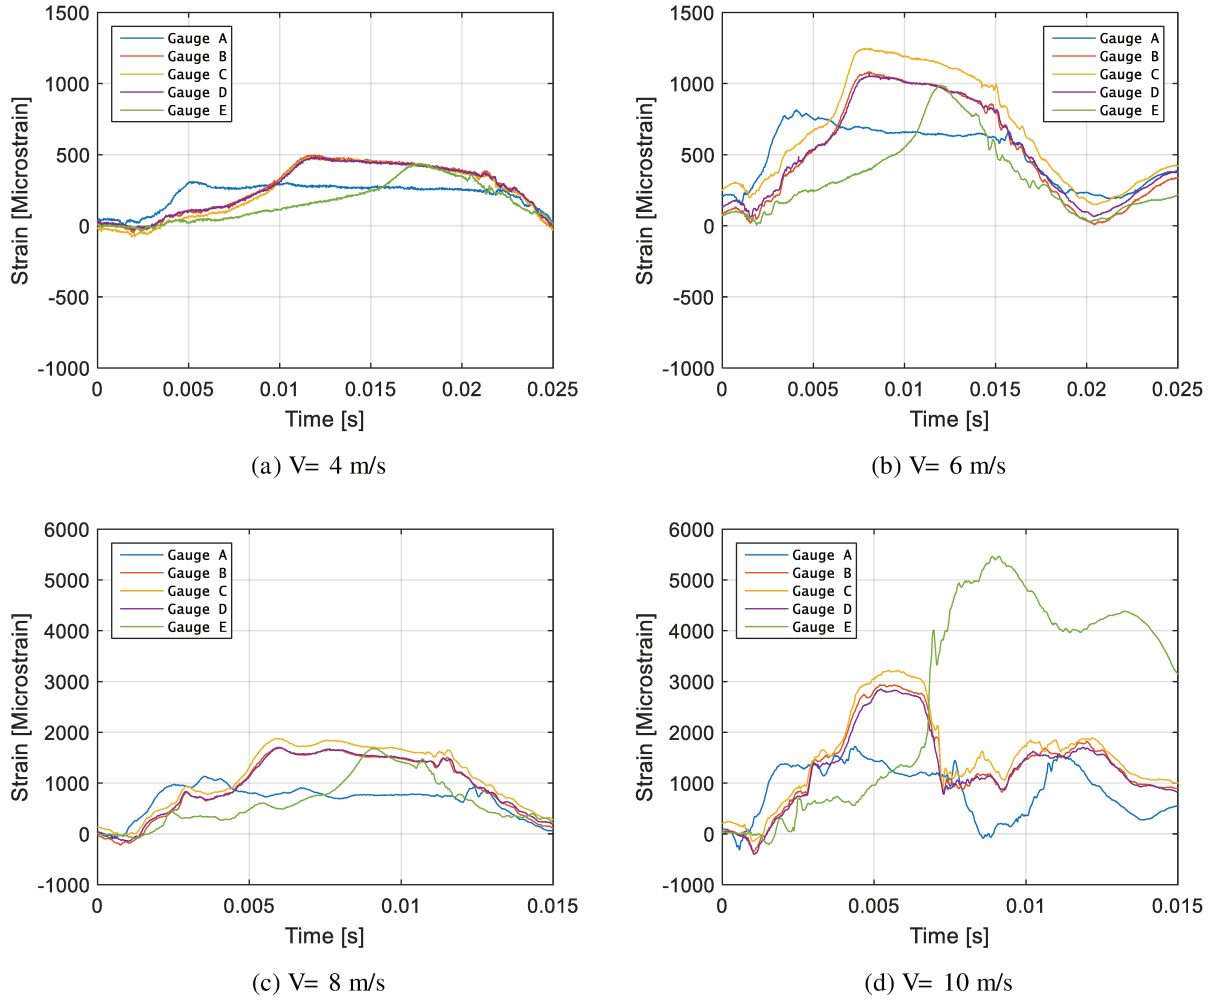 1500
1000
500
0
-500
-1000
Strain [Microstrain]
Gauge A
Gauge B
Gauge C
Gauge D
Gauge E
0 0.005 0.01 0.015 0.02 0.025
Time [s]
(a) V= 4 m/s
1500
1000
500
0
-500
-1000
Strain [Microstrain]
Gauge A
Gauge B
Gauge C
Gauge D
Gauge E
0 0.005 0.01 0.015 0.02 0.025
Time [s]
(b) V= 6 m/s
6000
5000
4000
3000
2000
1000
0
-1000
Strain [Microstrain]
Gauge A
Gauge B
Gauge C
Gauge D
Gauge E
0 0.005 0.01 0.015
Time [s]
(c) V= 8 m/s
6000
5000
4000
3000
2000
1000
0
-1000
Strain [Microstrain]
Gauge A
Gauge B
Gauge C
Gauge D
Gauge E
0 0.005 0.01 0.015
Time [s]
(d) V= 10 m/s